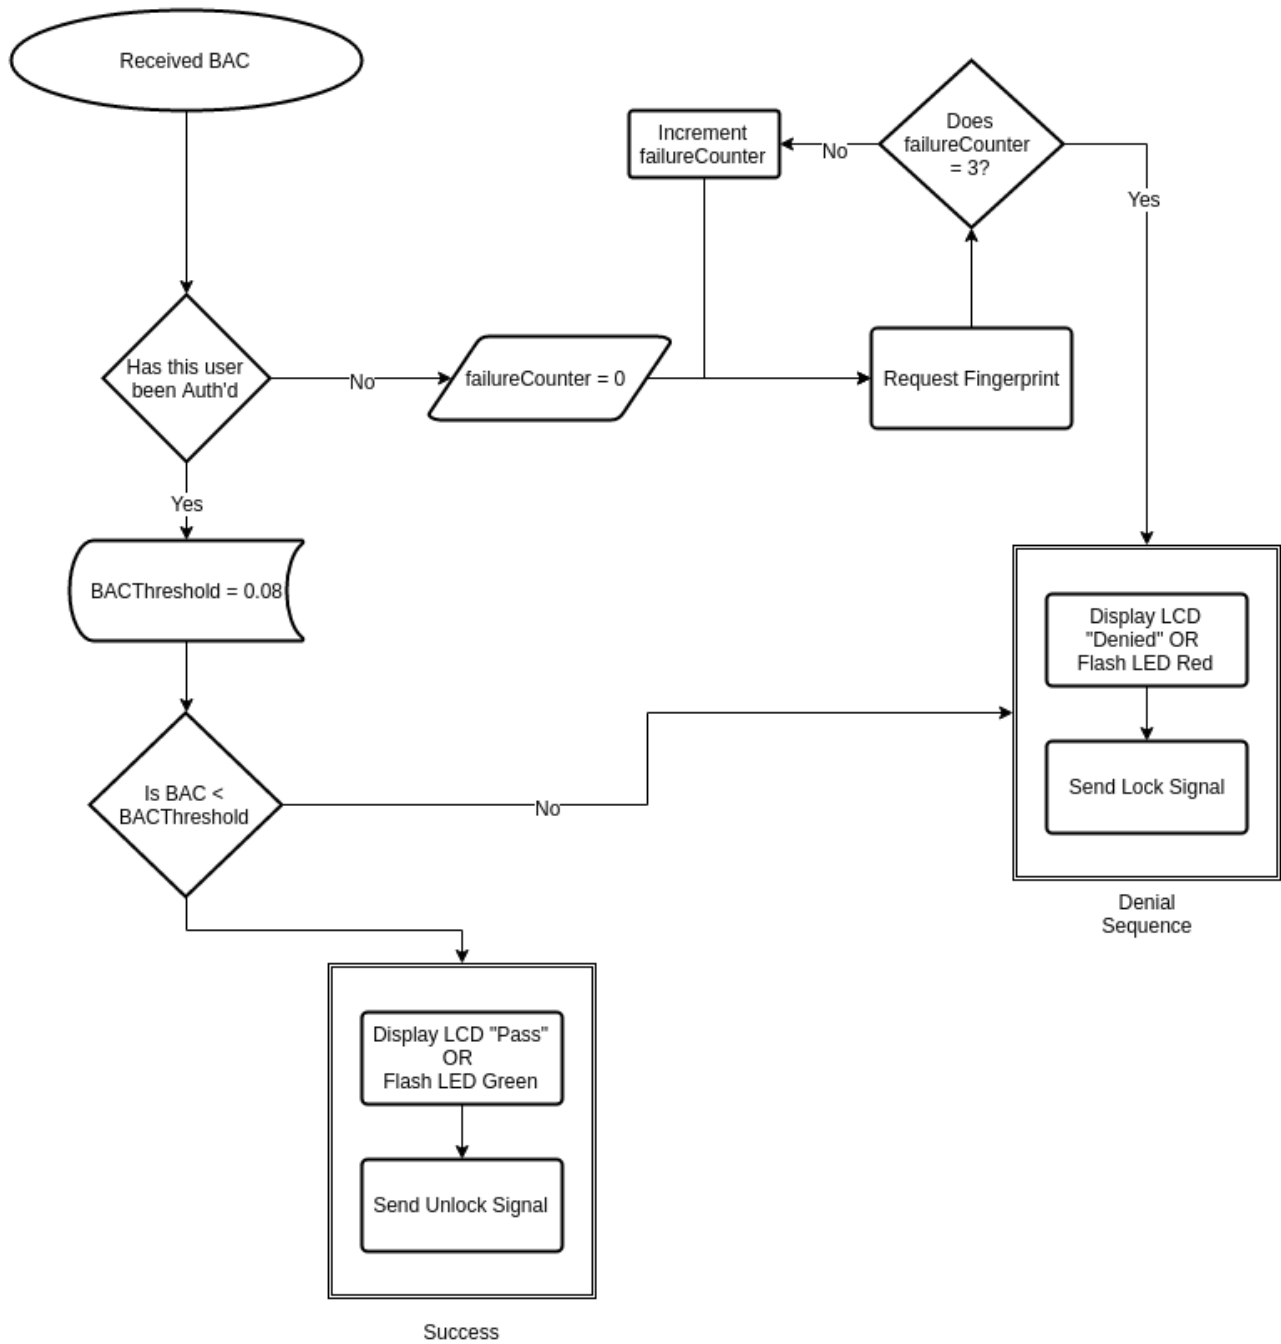 Received BAC
Does
failureCounter
= 3?
Increment
failureCounter
No
Yes
Has this user
been Auth'd
No
failureCounter = 0
Request Fingerprint
Yes
BACThreshold = 0.08
Display LCD
"Denied" OR
Flash LED Red
Send Lock Signal
Is BAC <
BACThreshold
No
Denial
Sequence
Display LCD "Pass"
OR
Flash LED Green
Send Unlock Signal
Success